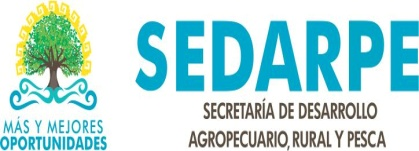 MÁS Y MEJORES
OPORTUNIDADES
SEDARPE
SECRETARÍA DE DESARROLLO
AGROPECUARIO, RURAL Y PESCA